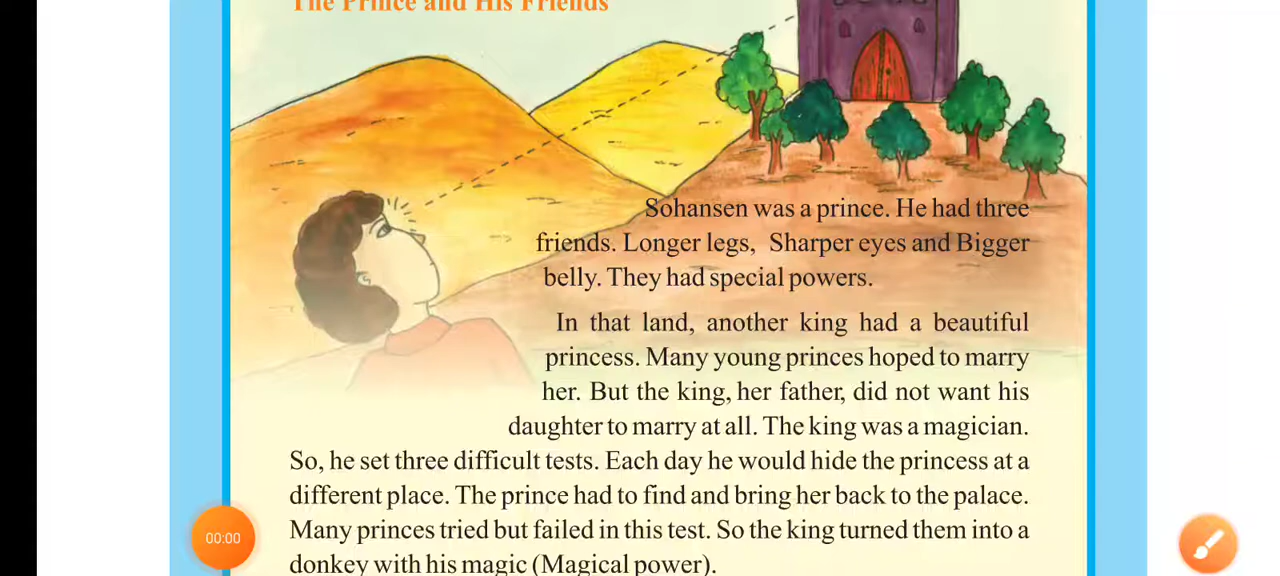 The Prince and His Friends
Sohansen was a prince. He had three
friends. Longer legs, Sharper eyes and Bigger
belly. They had special powers.
In that land, another king had a beautiful
princess. Many young princes hoped to marry
her. But the king, her father, did not want his
daughter to marry at all. The king was a magician.
So, he set three difficult tests. Each day he would hide the princess at a
different place. The prince had to find and bring her back to the palace.
Many princes tried but failed in this test. So the king turned them into a
donkey with his magic (Magical power).
00:00